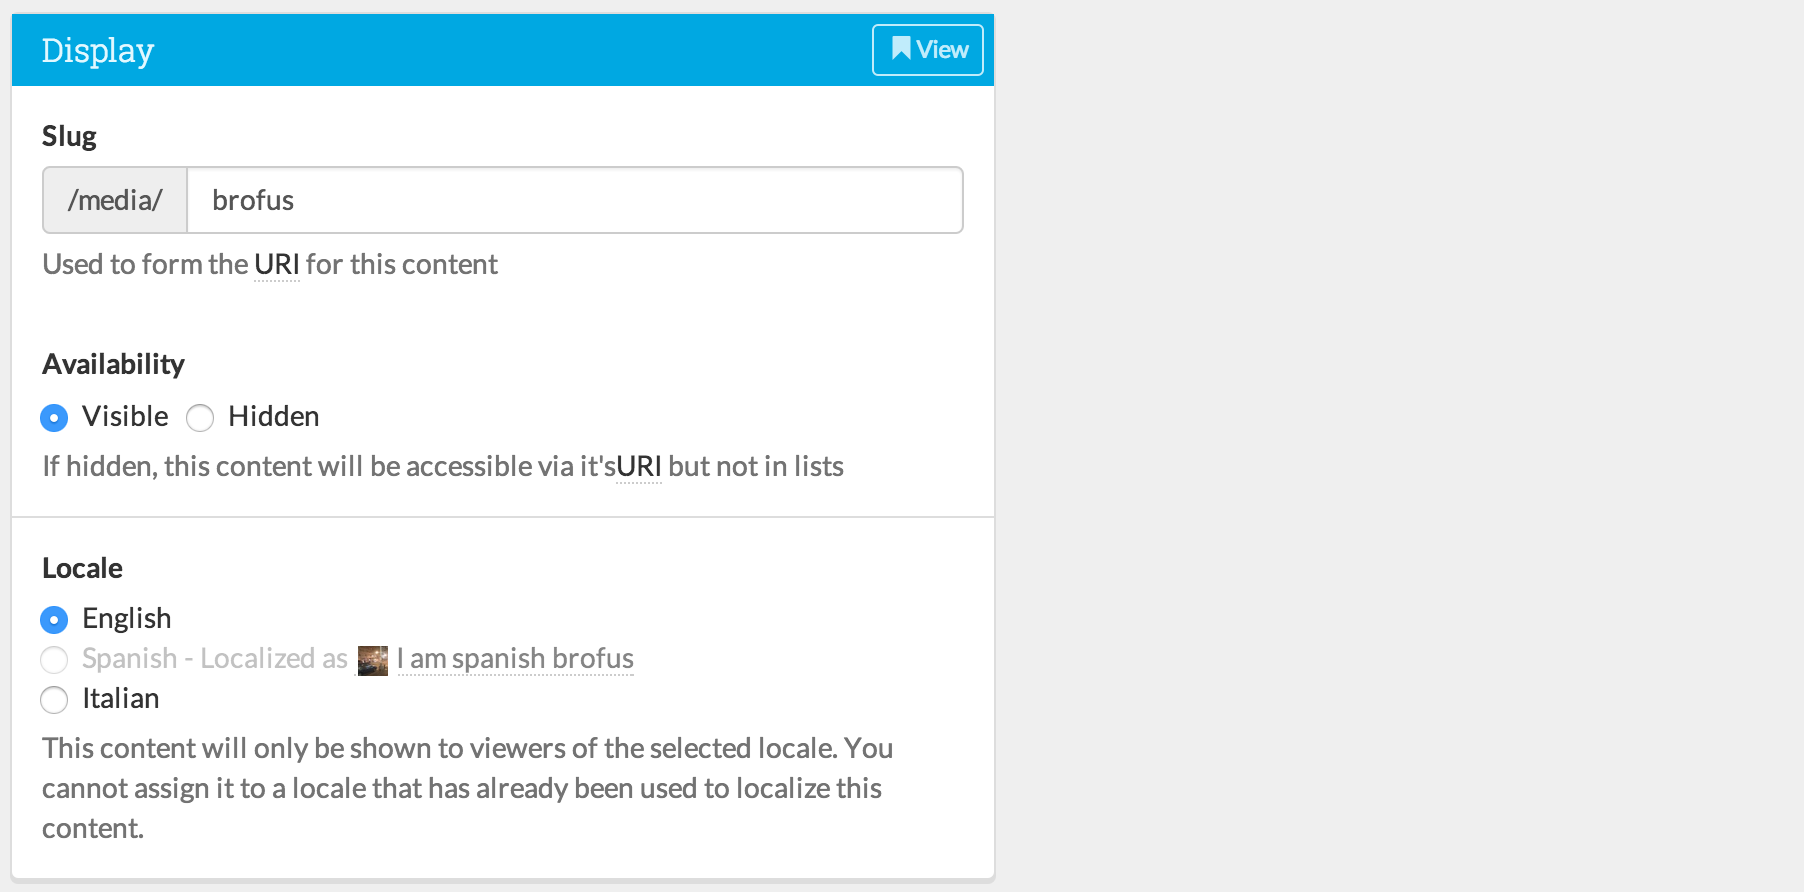 Display
View
Slug
/media/ brofus
Used to form the URI for this content
Availability
Visible Hidden
If hidden, this content will be accessible via it'sURI but not in lists
Locale
English
Spanish - Localized as I am spanish brofus
Italian
This content will only be shown to viewers of the selected locale. You
cannot assign it to a locale that has already been used to localize this
content.